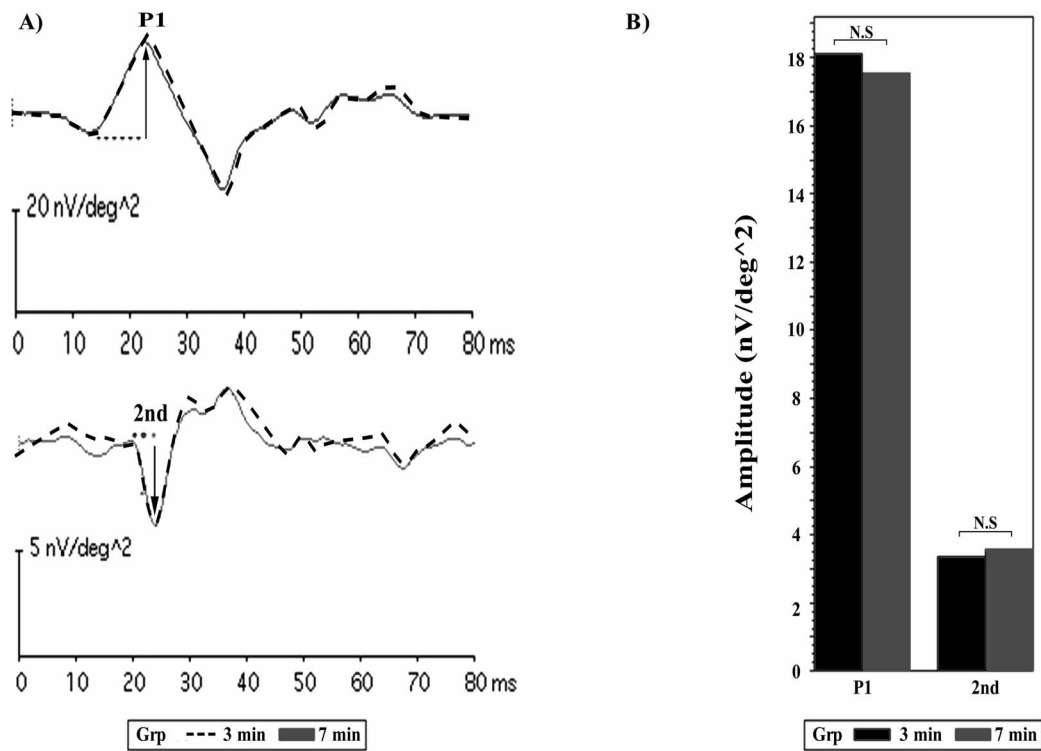 A)
P1
20 nV/deg^2
0 10 20 30 40 50 60 70 80 ms
2nd
5 nV/deg^2
0 10 20 30 40 50 60 70 80 ms
Grp 3 min 7 min
B)
N.S
18
16
14
12
10
8
6
4
2
0
Amplitude (nV/deg^2)
N.S
P1 2nd
Grp 3 min 7 min